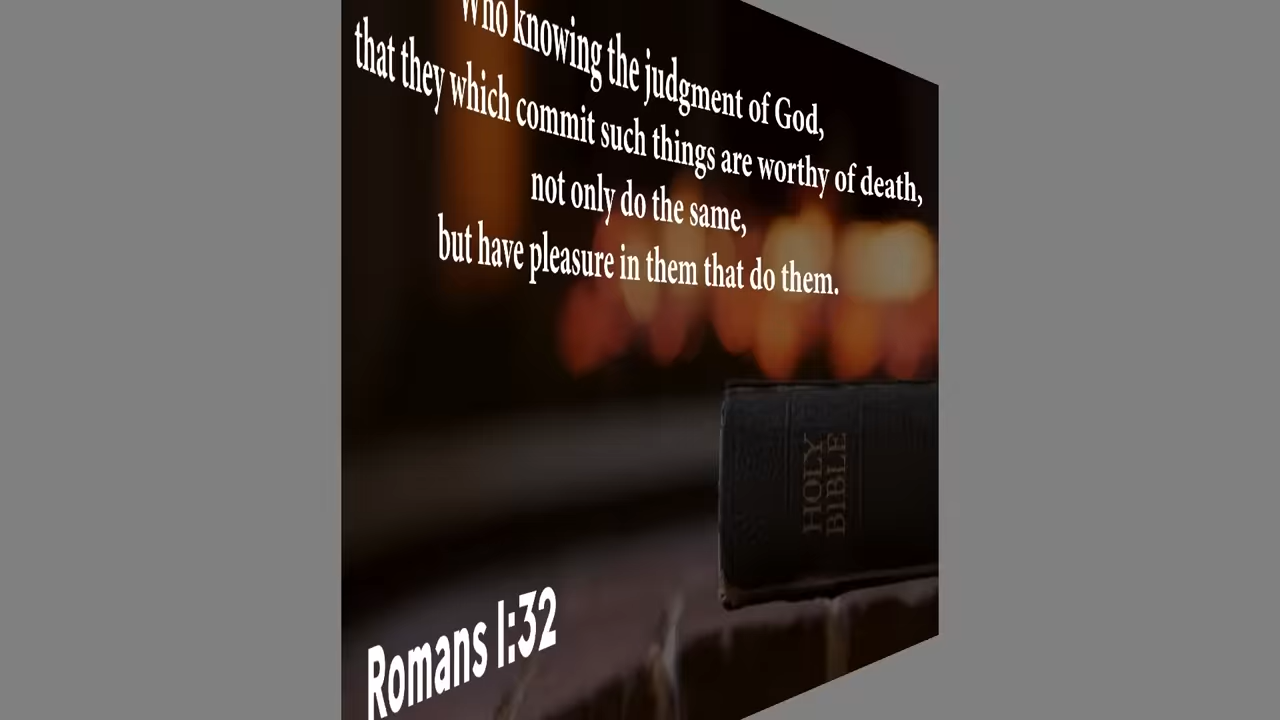 Who knowing the judgment of God,
that they which commit such things are worthy of death,
not only do the same,
but have pleasure in them that do them.
HOLY
BIBLE
Romans 1:32